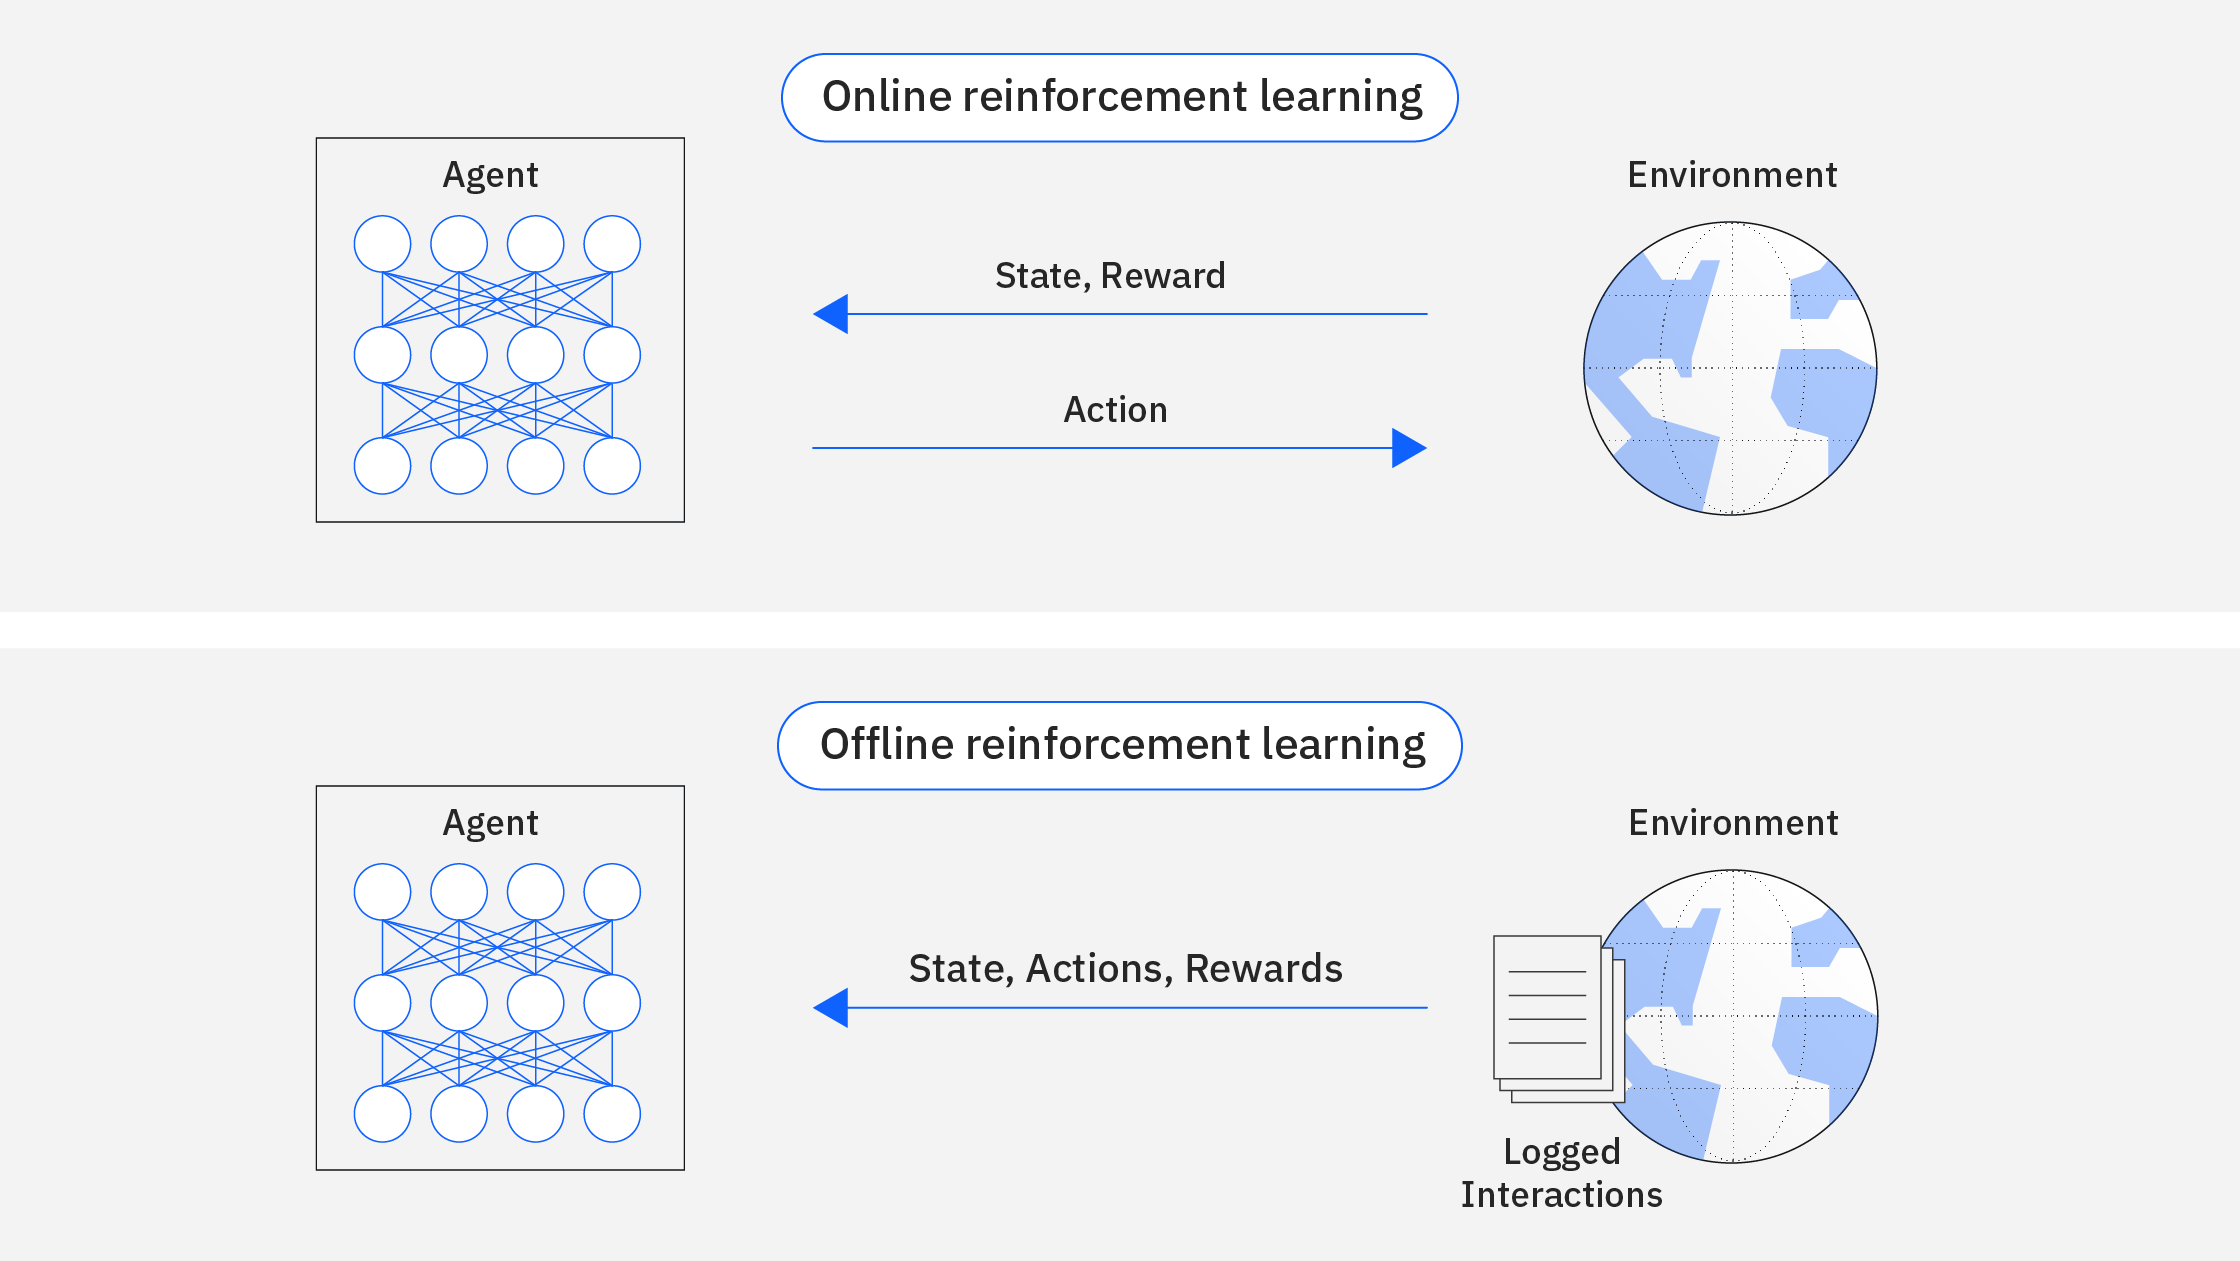 Online reinforcement learning
Agent
Environment
State, Reward
Action
Offline reinforcement learning
Agent
Environment
State, Actions, Rewards
Logged
Interactions